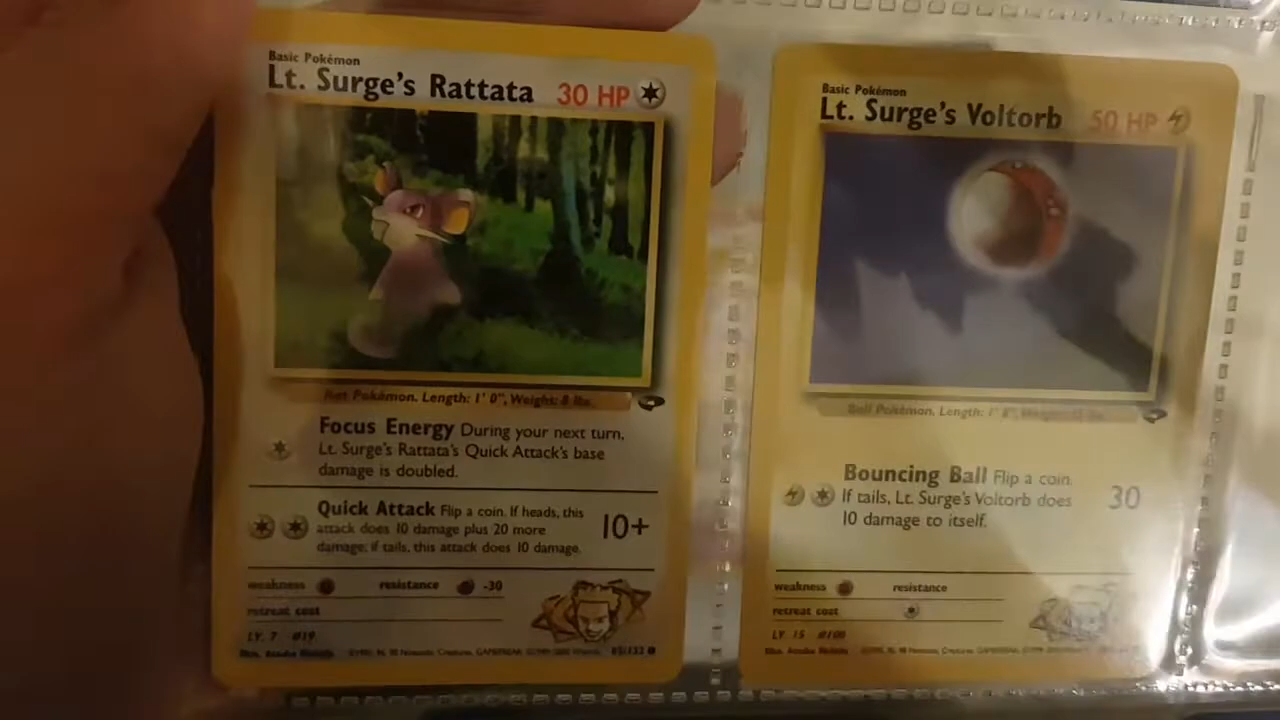 Basic Pokémon
Lt. Surge's Rattata 30 HP
Rat Pokémon. Length: 1' 0", Weight: 8 lbs.
Focus Energy During your next turn,
Lt. Surge's Rattata's Quick Attack's base
damage is doubled.
Quick Attack Flip a coin. If heads, this
attack does 10 damage plus 20 more
damage; if tails, this attack does 10 damage.
10+
weakness resistance -30
retreat cost
LV. 7 #19
Illus.
Basic Pokémon
Lt. Surge's Voltorb 50 HP
Ball Pokémon. Length: 1' 8", Weight:
Bouncing Ball Flip a coin.
If tails, Lt. Surge's Voltorb does
10 damage to itself.
30
weakness resistance
retreat cost
LV. 15 #100
Illus.